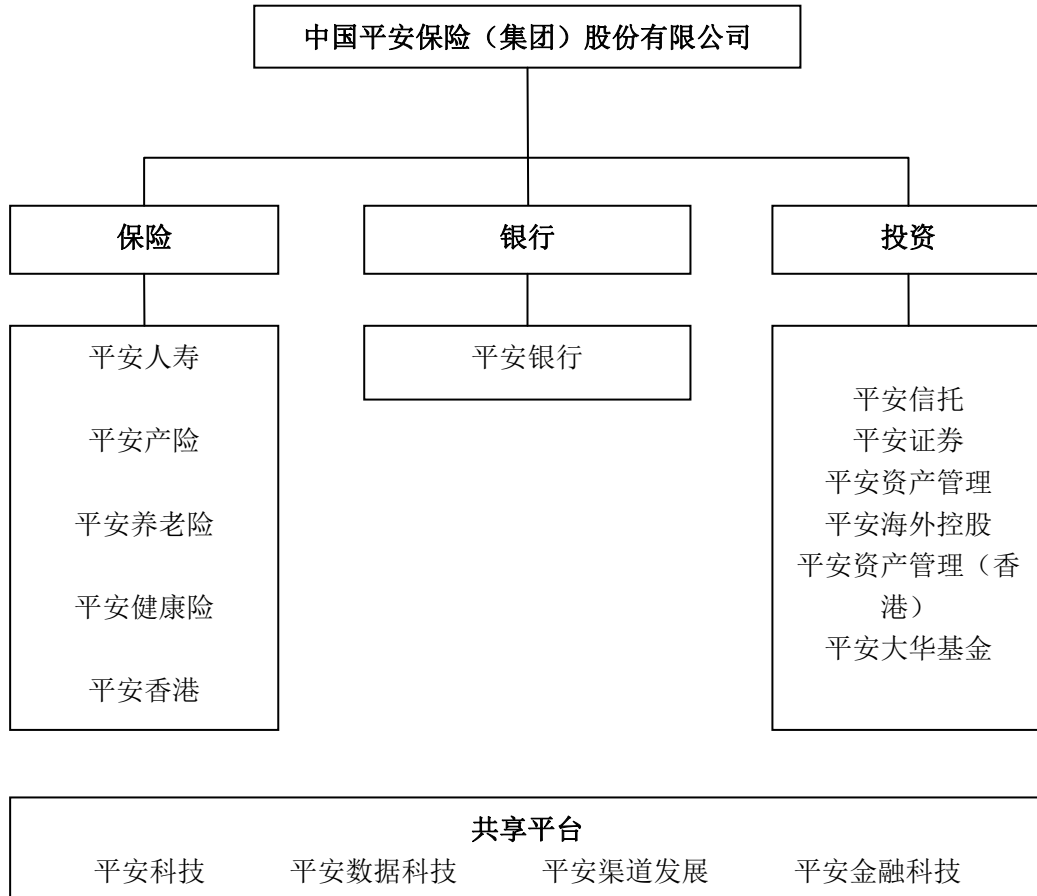 中国平安保险（集团）股份有限公司
保险
银行
投资
平安人寿
平安产险
平安养老险
平安健康险
平安香港
平安银行
平安信托
平安证券
平安资产管理
平安海外控股
平安资产管理（香
港）
平安大华基金
共享平台
平安科技 平安数据科技 平安渠道发展 平安金融科技